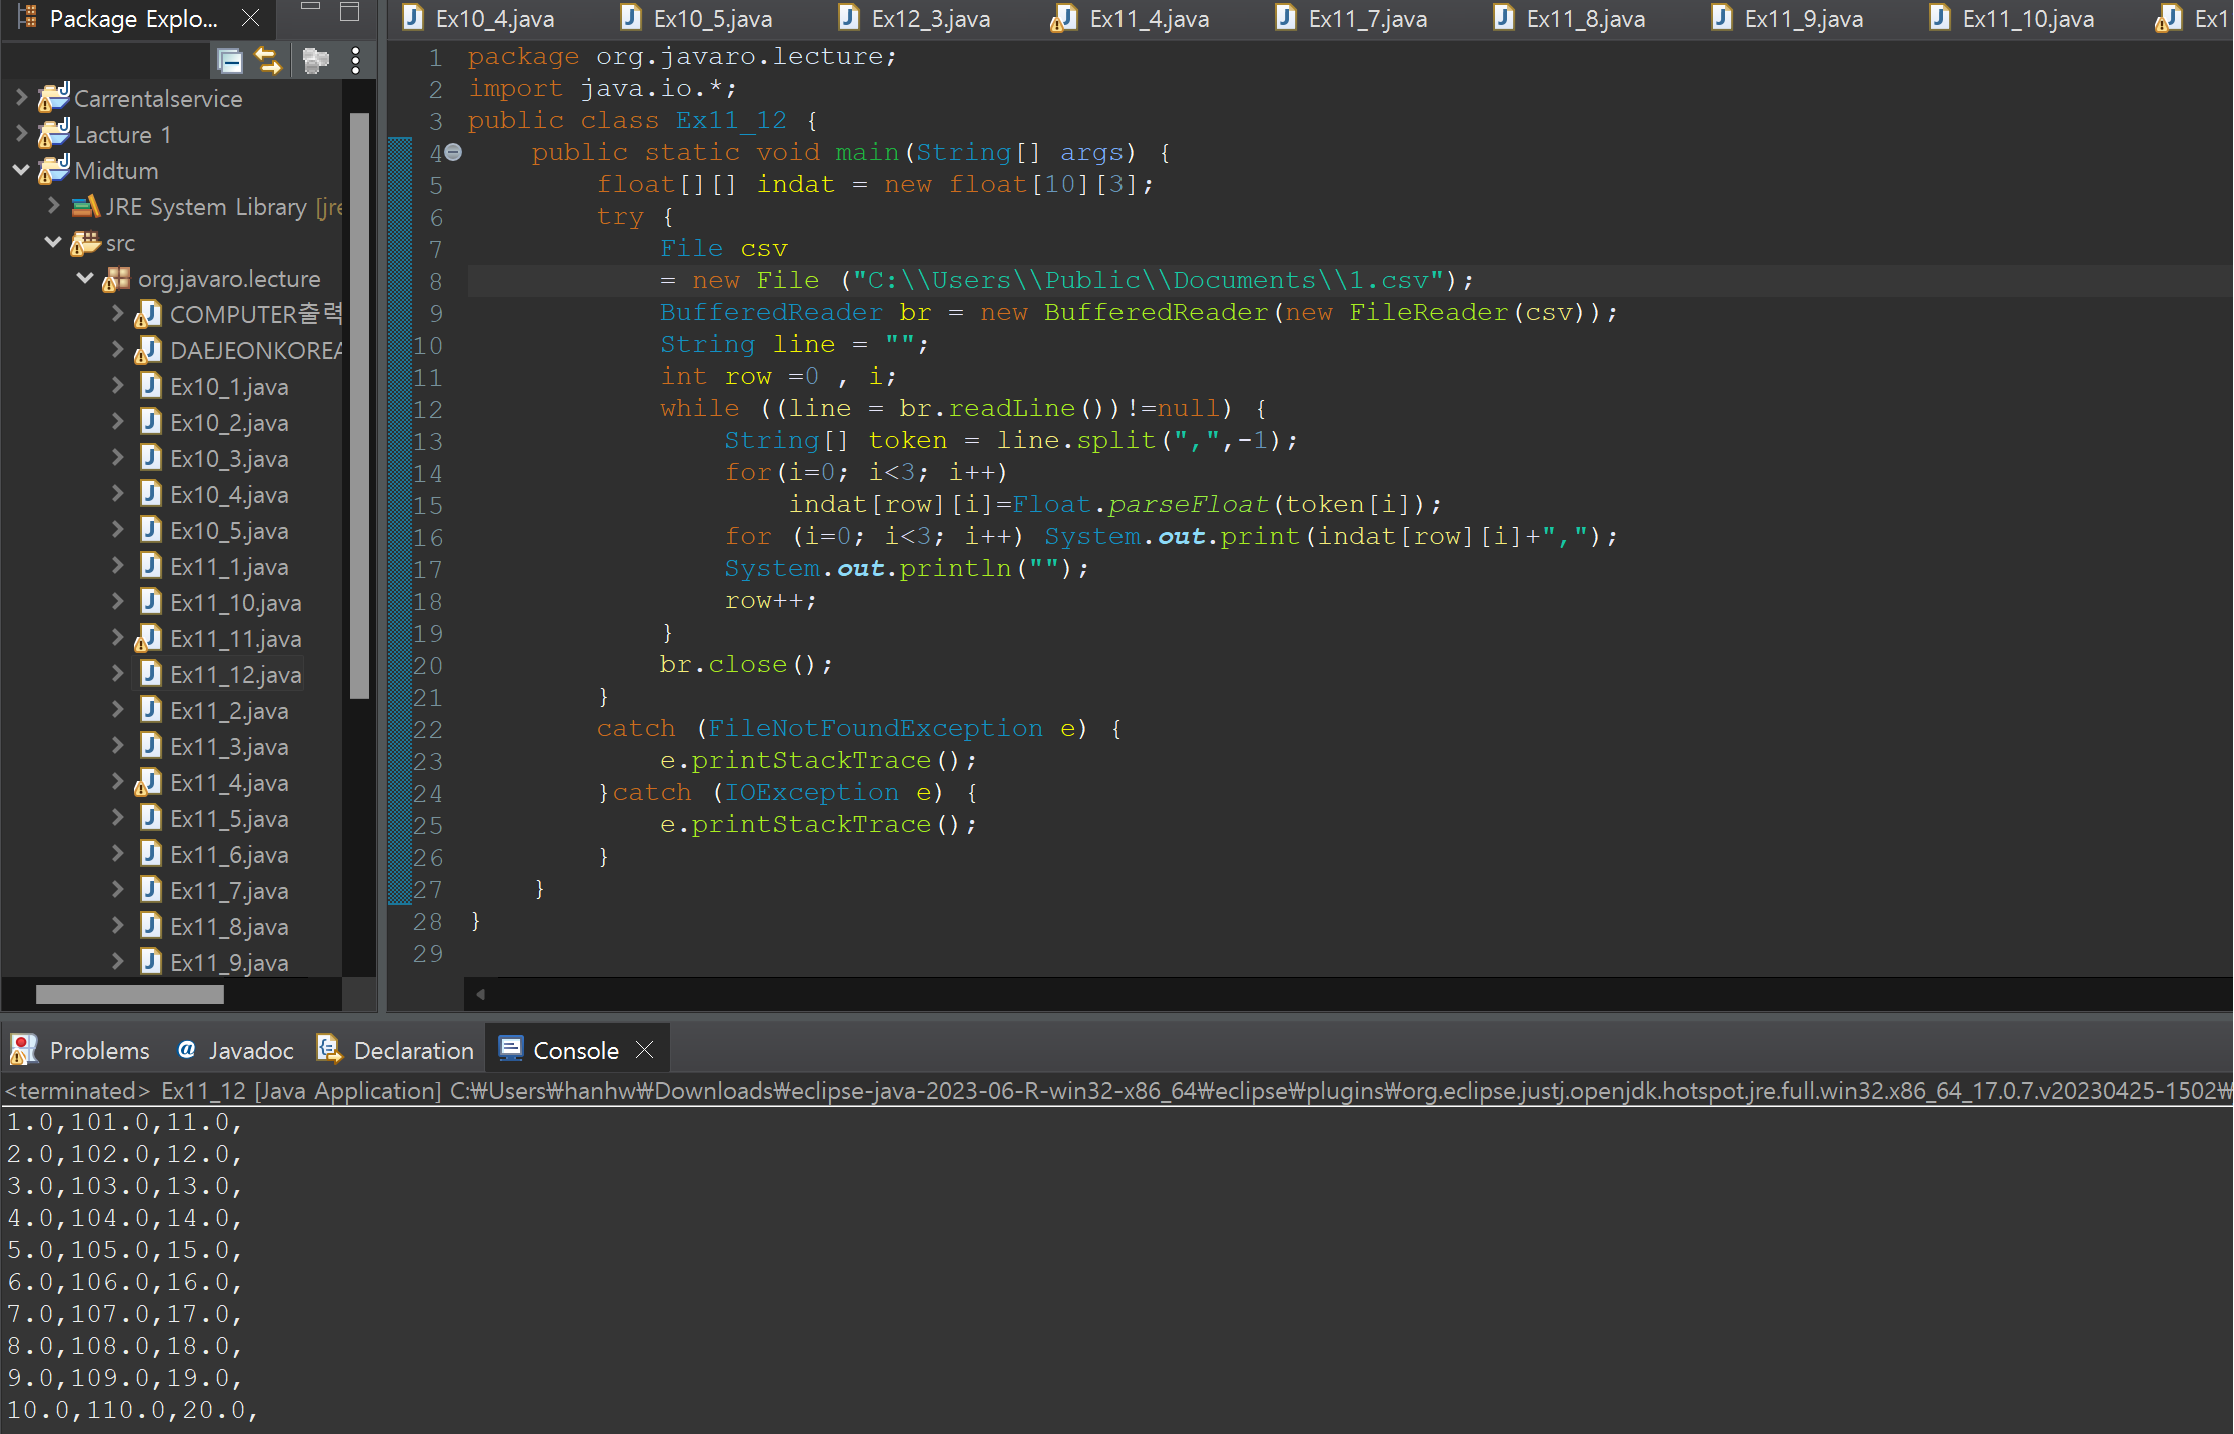 Package Explo...
Carrentalservice
Lacture 1
Midtum
JRE System Library [jre
src
org.javaro.lecture
COMPUTER출력
DAEJEONKOREA
Ex10_1.java
Ex10_2.java
Ex10_3.java
Ex10_4.java
Ex10_5.java
Ex11_1.java
Ex11_10.java
Ex11_11.java
Ex11_12.java
Ex11_2.java
Ex11_3.java
Ex11_4.java
Ex11_5.java
Ex11_6.java
Ex11_7.java
Ex11_8.java
Ex11_9.java
Ex10_4.java Ex10_5.java Ex12_3.java Ex11_4.java Ex11_7.java Ex11_8.java Ex11_9.java Ex11_10.java Ex1
1 package org.javaro.lecture;
2 import java.io.*;
3 public class Ex11_12 {
4 public static void main(String[] args) {
5 float[][] indat = new float[10][3];
6 try {
7 File csv
8 = new File ("C:\\Users\\Public\\Documents\\1.csv");
9 BufferedReader br = new BufferedReader(new FileReader(csv));
10 String line = "";
11 int row =0 , i;
12 while ((line = br.readLine())!=null) {
13 String[] token = line.split(",",-1);
14 for(i=0; i<3; i++)
15 indat[row][i]=Float.parseFloat(token[i]);
16 for (i=0; i<3; i++) System.out.print(indat[row][i]+",");
17 System.out.println("");
18 row++;
19 }
20 br.close();
21 }
22 catch (FileNotFoundException e) {
23 e.printStackTrace();
24 }catch (IOException e) {
25 e.printStackTrace();
26 }
27 }
28 }
29
Problems Javadoc Declaration Console
<terminated> Ex11_12 [Java Application] C:₩Users₩hanhw₩Downloads₩eclipse-java-2023-06-R-win32-x86_64₩eclipse₩plugins₩org.eclipse.justj.openjdk.hotspot.jre.full.win32.x86_64_17.0.7.v20230425-1502₩
1.0,101.0,11.0,
2.0,102.0,12.0,
3.0,103.0,13.0,
4.0,104.0,14.0,
5.0,105.0,15.0,
6.0,106.0,16.0,
7.0,107.0,17.0,
8.0,108.0,18.0,
9.0,109.0,19.0,
10.0,110.0,20.0,